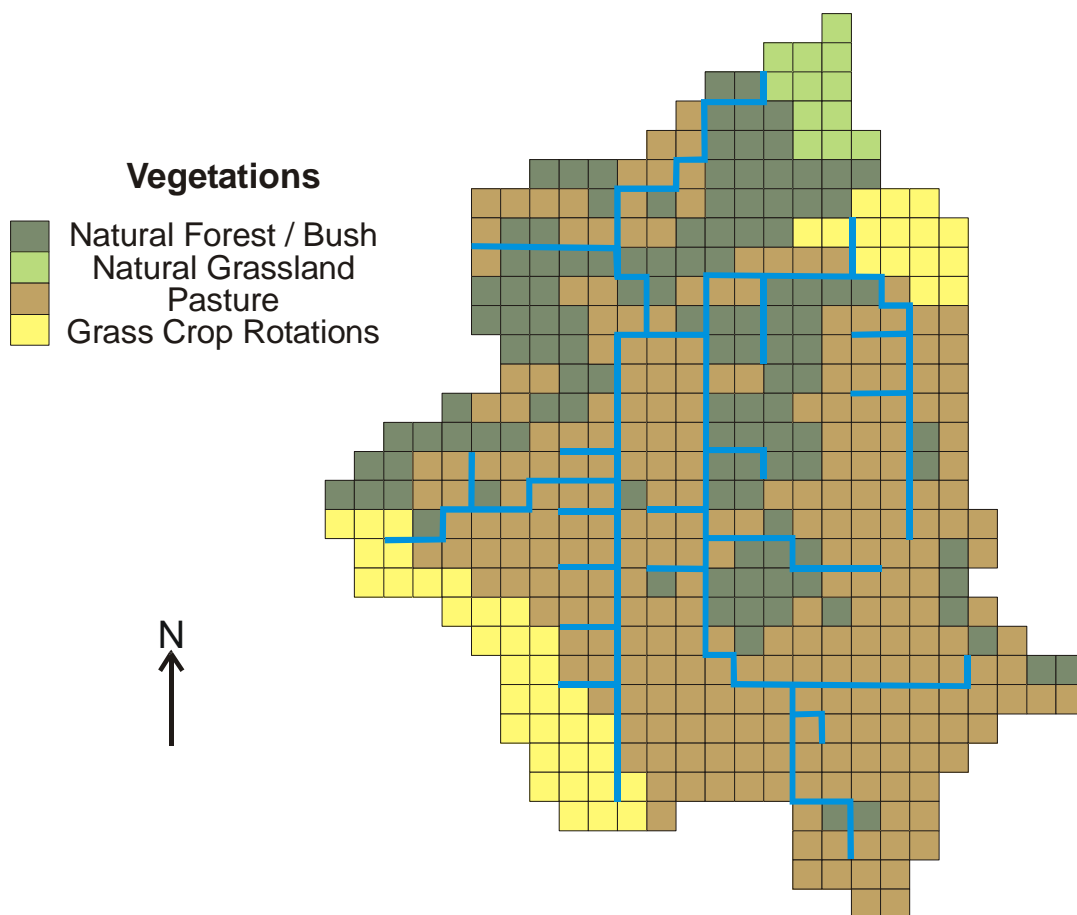 Vegetations
Natural Forest / Bush
Natural Grassland
Pasture
Grass Crop Rotations
N